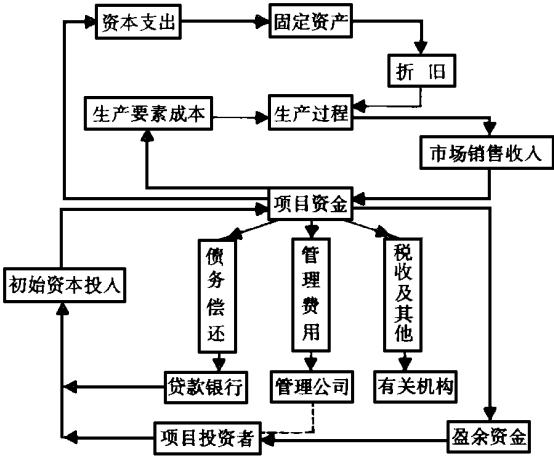 资本支出
固定资产
折旧
生产要素成本
生产过程
市场销售收入
项目资金
债务偿还
管理费用
税收及其他
初始资本投入
贷款银行
管理公司
有关机构
项目投资者
盈余资金